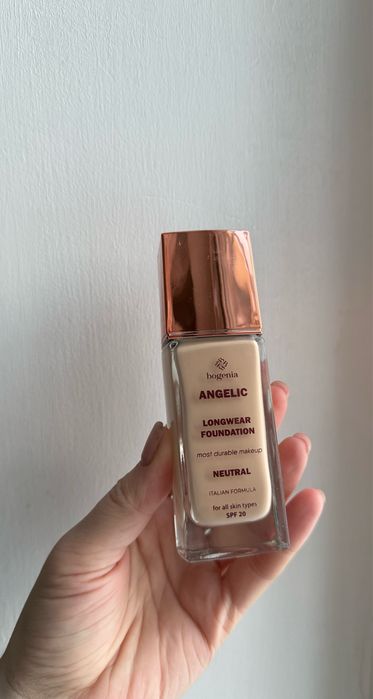 bogenia
ANGELIC
LONGWEAR
FOUNDATION
most durable makeup
NEUTRAL
ITALIAN FORMULA
for all skin types
SPF 20